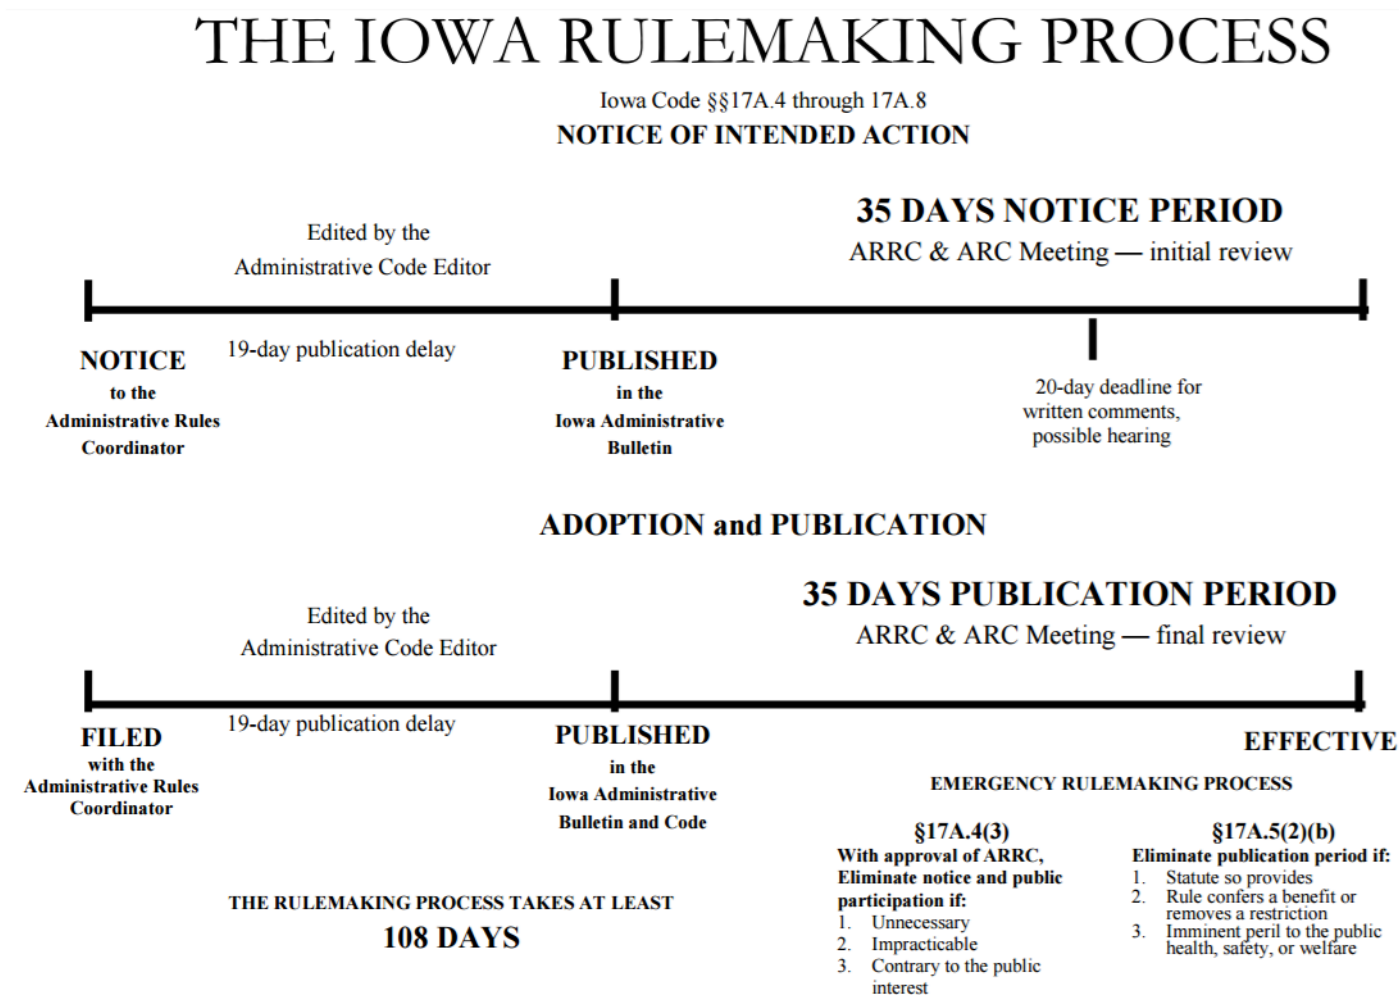 THE IOWA RULEMAKING PROCESS
Iowa Code §§17A.4 through 17A.8
NOTICE OF INTENDED ACTION
35 DAYS NOTICE PERIOD
ARRC & ARC Meeting — initial review
Edited by the
Administrative Code Editor
19-day publication delay
NOTICE
to the
Administrative Rules
Coordinator
PUBLISHED
in the
Iowa Administrative
Bulletin
20-day deadline for
written comments,
possible hearing
ADOPTION and PUBLICATION
35 DAYS PUBLICATION PERIOD
ARRC & ARC Meeting — final review
Edited by the
Administrative Code Editor
19-day publication delay
FILED
with the
Administrative Rules
Coordinator
PUBLISHED
in the
Iowa Administrative
Bulletin and Code
EFFECTIVE
THE RULEMAKING PROCESS TAKES AT LEAST
108 DAYS
EMERGENCY RULEMAKING PROCESS
§17A.4(3)
With approval of ARRC,
Eliminate notice and public
participation if:
1. Unnecessary
2. Impracticable
3. Contrary to the public
interest
§17A.5(2)(b)
Eliminate publication period if:
1. Statute so provides
2. Rule confers a benefit or
removes a restriction
3. Imminent peril to the public
health, safety, or welfare